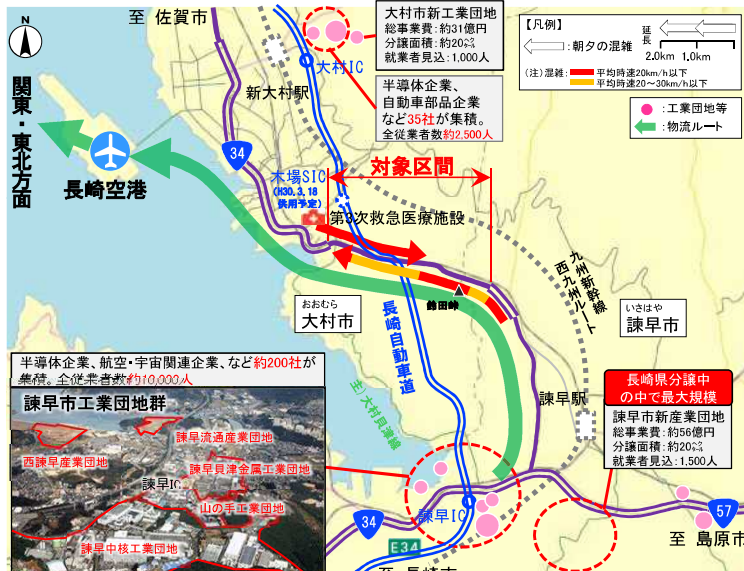 至 佐賀市
N
関東・東北方面
長崎空港
新大村駅
大村IC
34
木場SIC
(H30.3.18
供用予定)
対象区間
第3次救急医療施設
大村市新工業団地
総事業費:約31億円
分譲面積:約20㌶
就業者見込:1,000人
半導体企業、
自動車部品企業
など35社が集積。
全従業者数約2,500人
【凡例】
:朝夕の混雑
延長
2.0km 1.0km
(注)混雑:
平均時速20km/h以下
平均時速20~30km/h以下
:工業団地等
:物流ルート
おおむら
大村市
鈴田峠
長崎自動車道
九州新幹線
西九州ルート
いさはや
諫早市
諫早駅
主)大村貝津線
半導体企業、航空・宇宙関連企業、など約200社が
集積。全従業者数約10,000人
諫早市工業団地群
諫早流通産業団地
西諫早産業団地
諫早貝津金属工業団地
諫早IC
山の手工業団地
諫早中核工業団地
長崎県分譲中
の中で最大規模
諫早市新産業団地
総事業費:約56億円
分譲面積:約20㌶
就業者見込:1,500人
諫早IC
34
E34
57
至 島原市
至 長崎市